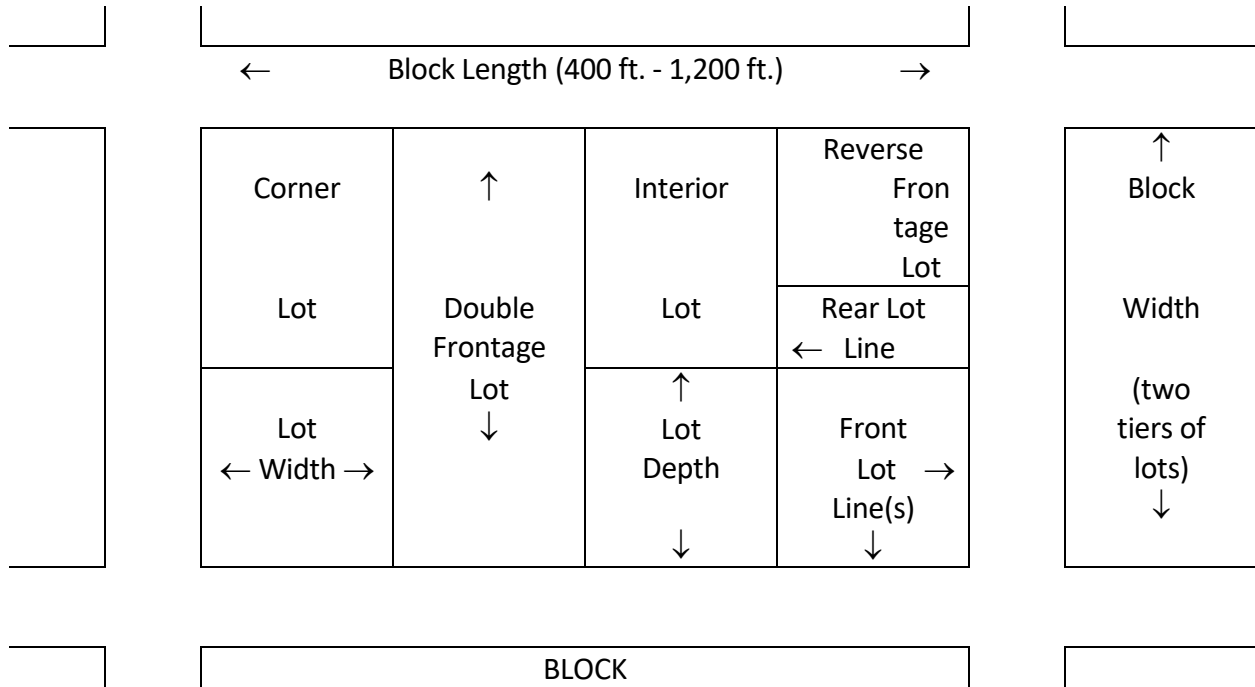 ← Block Length (400 ft. - 1,200 ft.) →
Corner
Lot
↑
Double
Frontage
Lot
↓
Interior
Lot
Reverse
Fron
tage
Lot
Rear Lot
← Line
Lot
← Width →
↑
Lot
Depth
↓
Front
Lot →
Line(s)
↓
↑
Block
Width
(two
tiers of
lots)
↓
BLOCK